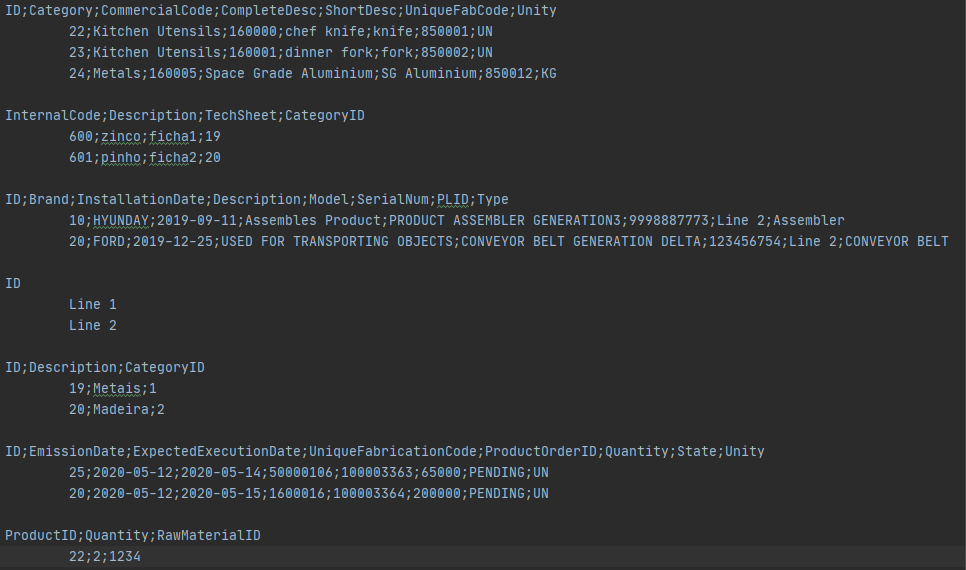 ID;Category;CommercialCode;CompleteDesc;ShortDesc;UniqueFabCode;Unity
22;Kitchen Utensils;160000;chef knife;knife;850001;UN
23;Kitchen Utensils;160001;dinner fork;fork;850002;UN
24;Metals;160005;Space Grade Aluminium;SG Aluminium;850012;KG
InternalCode;Description;TechSheet;CategoryID
600;zinco;ficha1;19
601;pinho;ficha2;20
ID;Brand;InstallationDate;Description;Model;SerialNum;PLID;Type
10;HYUNDAY;2019-09-11;Assembles Product;PRODUCT ASSEMBLER GENERATION3;9998887773;Line 2;Assembler
20;FORD;2019-12-25;USED FOR TRANSPORTING OBJECTS;CONVEYOR BELT GENERATION DELTA;123456754;Line 2;CONVEYOR BELT
ID
Line 1
Line 2
ID;Description;CategoryID
19;Metais;1
20;Madeira;2
ID;EmissionDate;ExpectedExecutionDate;UniqueFabricationCode;ProductOrderID;Quantity;State;Unity
25;2020-05-12;2020-05-14;50000106;100003363;65000;PENDING;UN
20;2020-05-12;2020-05-15;1600016;100003364;200000;PENDING;UN
ProductID;Quantity;RawMaterialID
22;2;1234